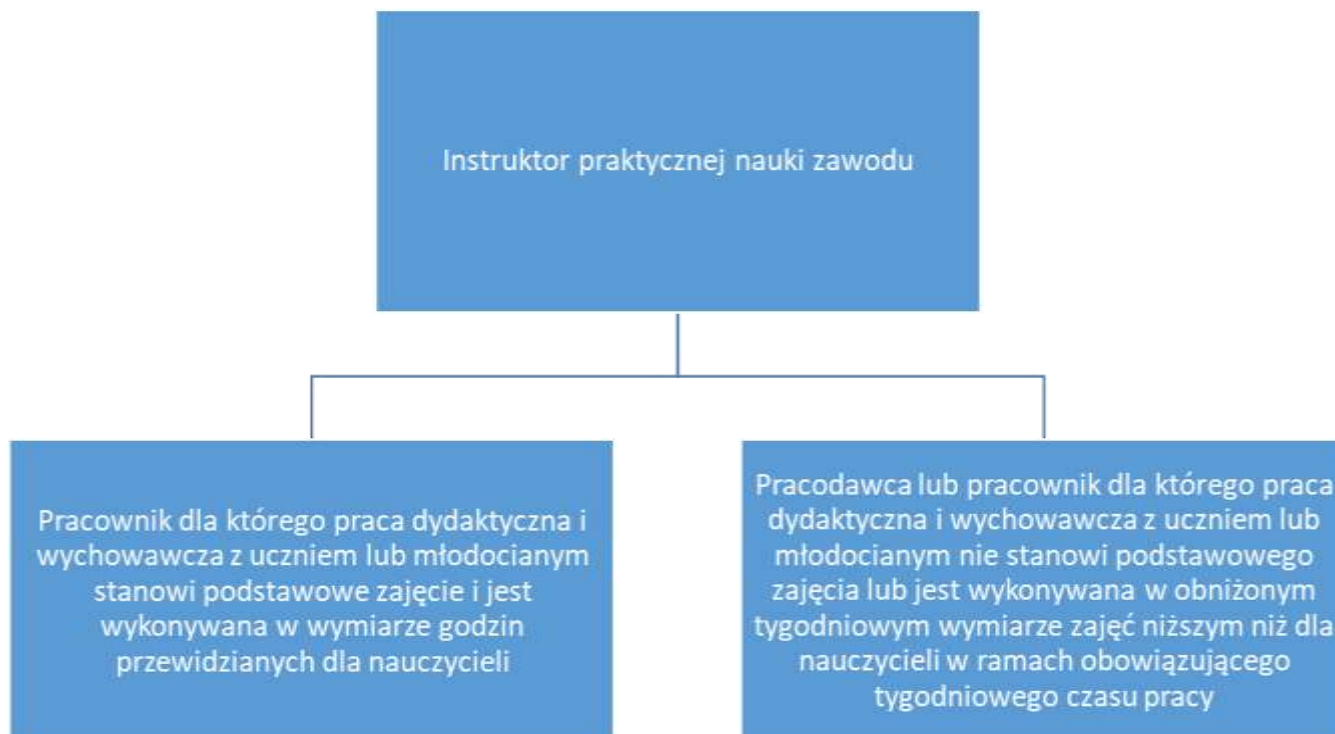 Instruktor praktycznej nauki zawodu
Pracownik dla którego praca dydaktyczna i
wychowawcza z uczniem lub młodocianym
stanowi podstawowe zajęcie i jest
wykonywana w wymiarze godzin
przewidzianych dla nauczycieli
Pracodawca lub pracownik dla którego praca
dydaktyczna i wychowawcza z uczniem lub
młodocianym nie stanowi podstawowego
zajęcia lub jest wykonywana w obniżonym
tygodniowym wymiarze zajęć niższym niż dla
nauczycieli w ramach obowiązującego
tygodniowego czasu pracy